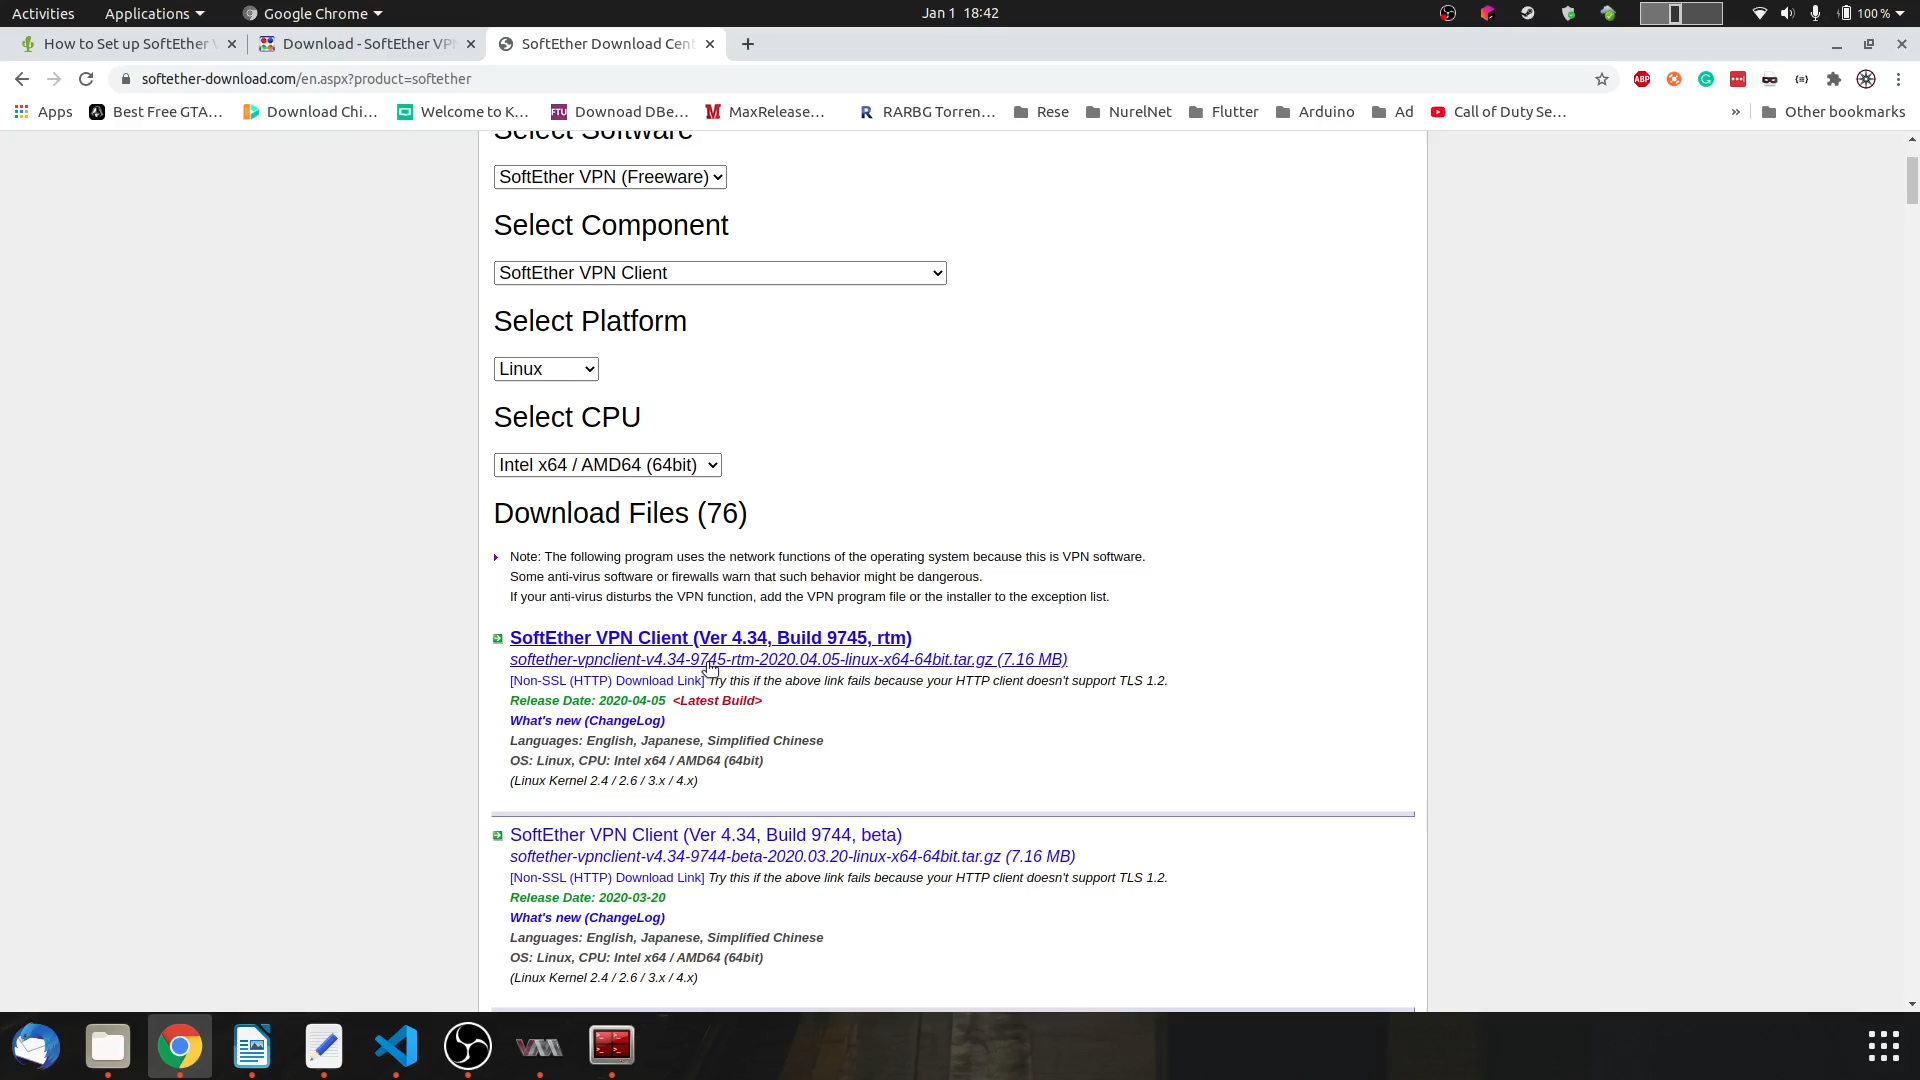 Activities
Applications
Google Chrome
Jan 1 18:42
100 %
How to Set up SoftEther V
Download - SoftEther VPN
SoftEther Download Cent
softether-download.com/en.aspx?product=softether
ABP
Apps
Best Free GTA...
Download Chi...
Welcome to K...
FTU
Downoad DBe...
MaxRelease...
RARBG Torren...
Rese
NurelNet
Flutter
Arduino
Ad
Call of Duty Se...
»
Other bookmarks
Select Software
SoftEther VPN (Freeware)
Select Component
SoftEther VPN Client
Select Platform
Linux
Select CPU
Intel x64 / AMD64 (64bit)
Download Files (76)
Note: The following program uses the network functions of the operating system because this is VPN software.
Some anti-virus software or firewalls warn that such behavior might be dangerous.
If your anti-virus disturbs the VPN function, add the VPN program file or the installer to the exception list.
SoftEther VPN Client (Ver 4.34, Build 9745, rtm)
softether-vpnclient-v4.34-9745-rtm-2020.04.05-linux-x64-64bit.tar.gz (7.16 MB)
[Non-SSL (HTTP) Download Link] Try this if the above link fails because your HTTP client doesn't support TLS 1.2.
Release Date: 2020-04-05 <Latest Build>
What's new (ChangeLog)
Languages: English, Japanese, Simplified Chinese
OS: Linux, CPU: Intel x64 / AMD64 (64bit)
(Linux Kernel 2.4 / 2.6 / 3.x / 4.x)
SoftEther VPN Client (Ver 4.34, Build 9744, beta)
softether-vpnclient-v4.34-9744-beta-2020.03.20-linux-x64-64bit.tar.gz (7.16 MB)
[Non-SSL (HTTP) Download Link] Try this if the above link fails because your HTTP client doesn't support TLS 1.2.
Release Date: 2020-03-20
What's new (ChangeLog)
Languages: English, Japanese, Simplified Chinese
OS: Linux, CPU: Intel x64 / AMD64 (64bit)
(Linux Kernel 2.4 / 2.6 / 3.x / 4.x)